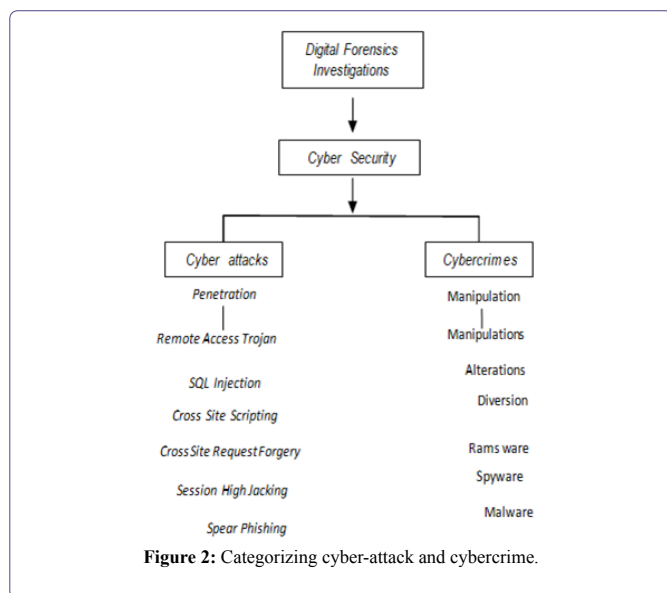 Digital Forensics
Investigations
Cyber Security
Cyber attacks
Penetration
Remote Access Trojan
SQL Injection
Cross Site Scripting
Cross Site Request Forgery
Session High Jacking
Spear Phishing
Cybercrimes
Manipulation
Manipulations
Alterations
Diversion
Rams ware
Spyware
Malware
Figure 2: Categorizing cyber-attack and cybercrime.